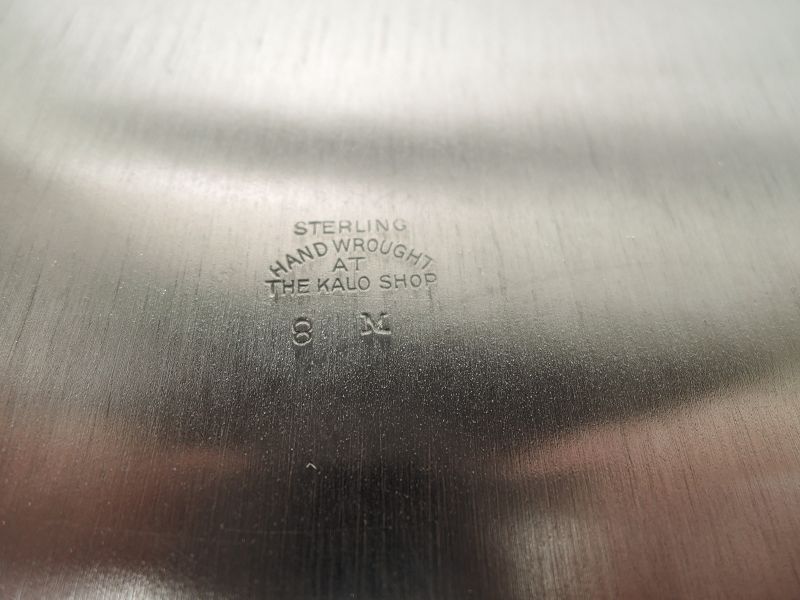 STERLING
HAND WROUGHT
AT
THE KALO SHOP
8 M